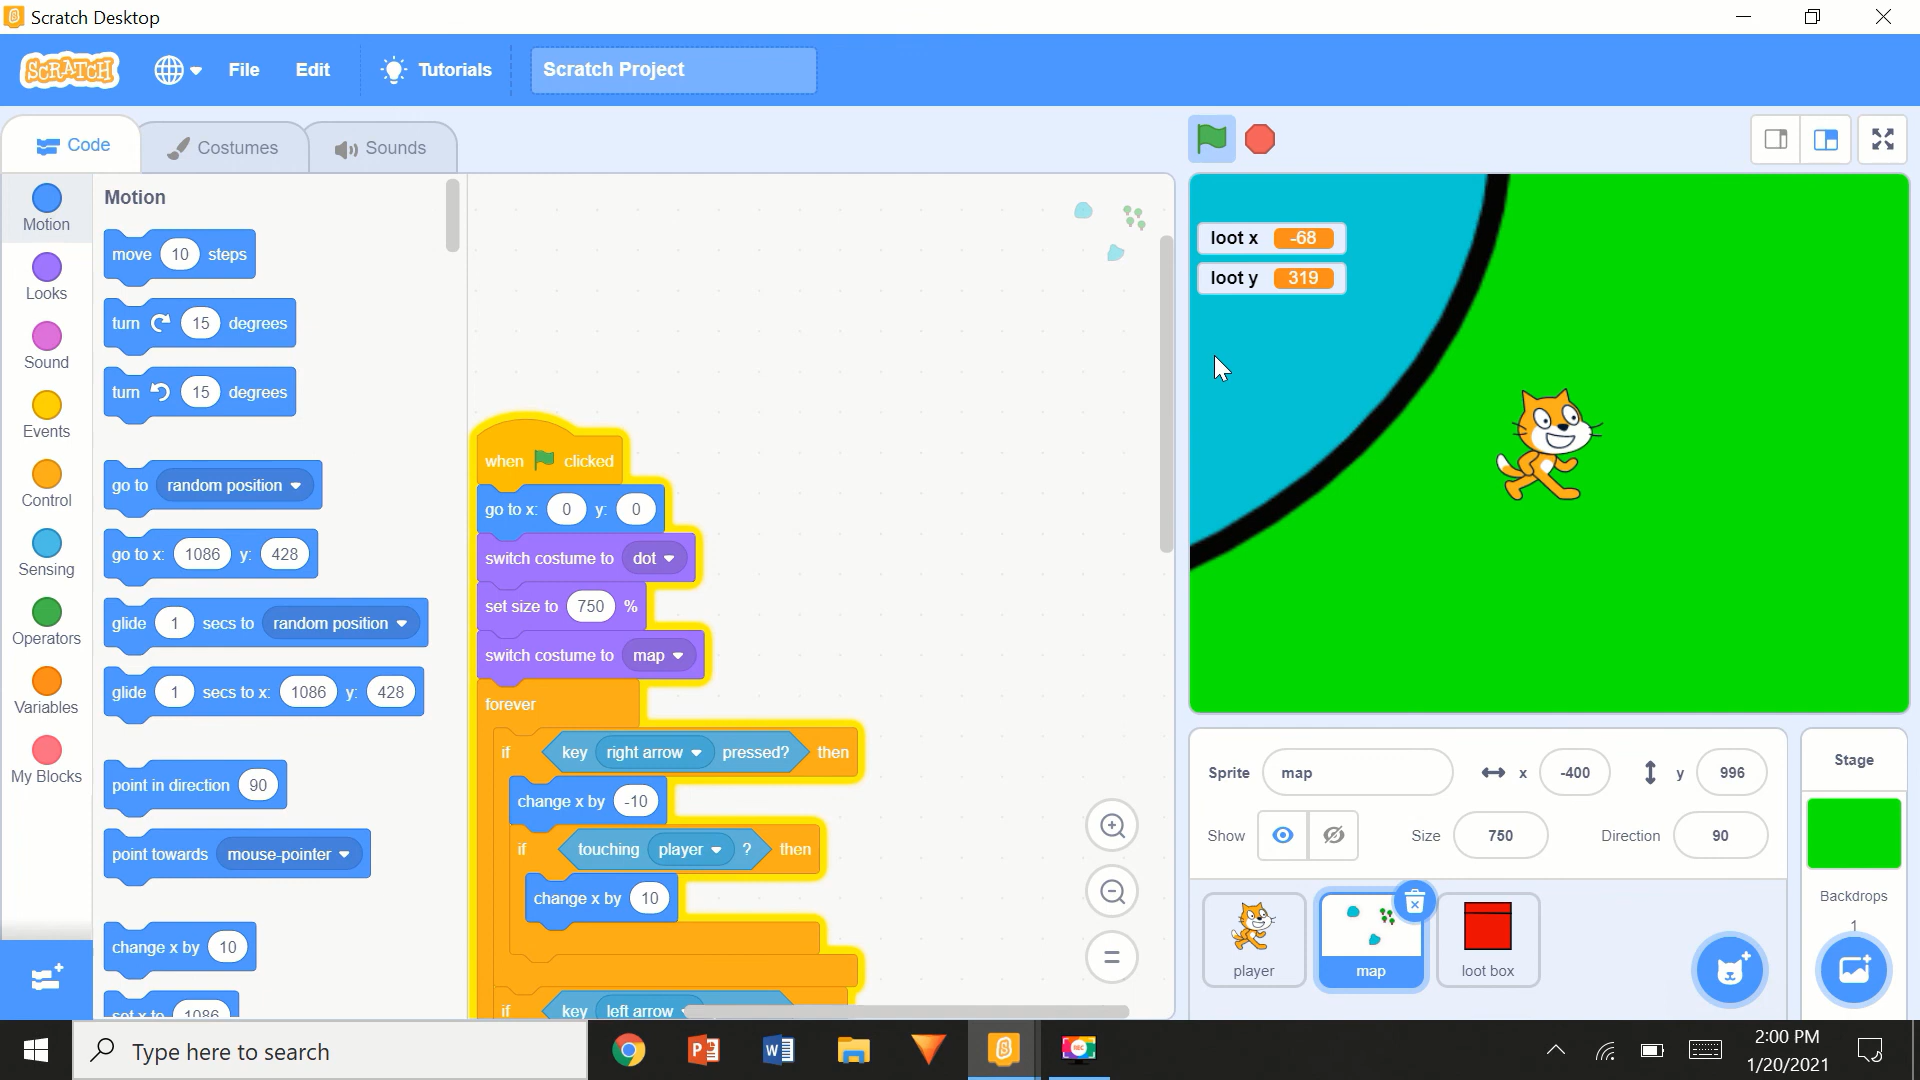 Scratch Desktop
SCRATCH
File
Edit
Tutorials
Scratch Project
Code
Costumes
Sounds
Motion
Looks
Sound
Events
Control
Sensing
Operators
Variables
My Blocks
Motion
move 10 steps
turn 15 degrees
turn 15 degrees
go to random position
go to x: 1086 y: 428
glide 1 secs to random position
glide 1 secs to x: 1086 y: 428
point in direction 90
point towards mouse-pointer
change x by 10
set x to 1086
when clicked
go to x: 0 y: 0
switch costume to dot
set size to 750 %
switch costume to map
forever
if key right arrow pressed? then
change x by -10
if touching player ? then
change x by 10
if key left arrow
loot x -68
loot y 319
Sprite map x -400 y 996
Show Size 750 Direction 90
player
map
loot box
Stage
Backdrops
1
Type here to search
2:00 PM
1/20/2021